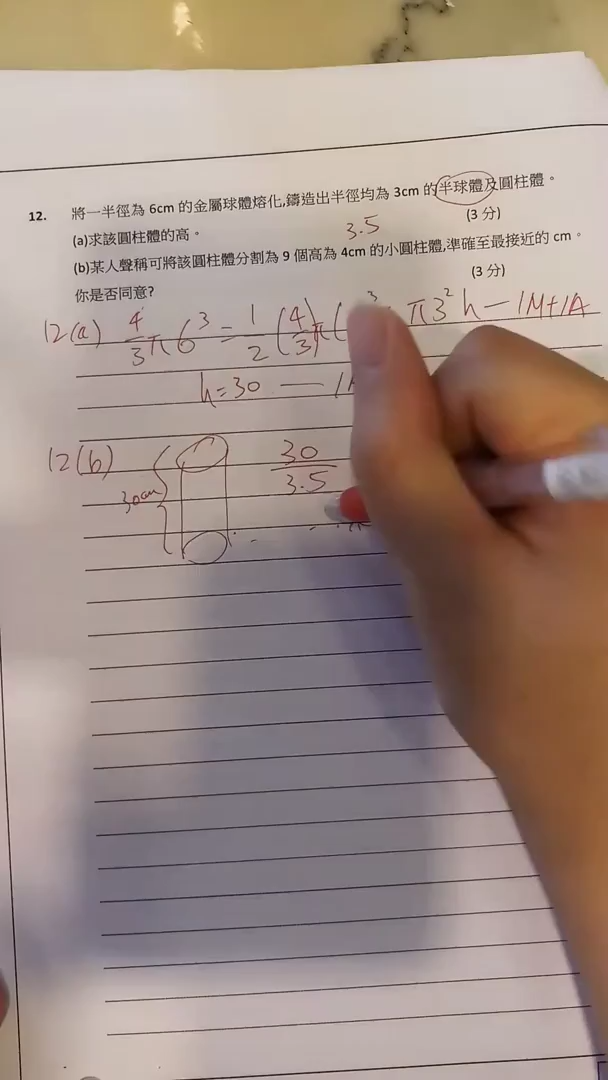 12. 將一半徑為 6cm 的金屬球體熔化,鑄造出半徑均為 3cm 的半球體及圓柱體。
(a)求該圓柱體的高。 3.5 (3 分)
(b)某人聲稱可將該圓柱體分割為 9 個高為 4cm 的小圓柱體,準確至最接近的 cm。
你是否同意? (3 分)
12(a) 4/3 π 6³ = 1/2 (4/3) π ( ³ π 3² h — 1M+1A
h=30 — 1
12(b) 30/3.5
30cm